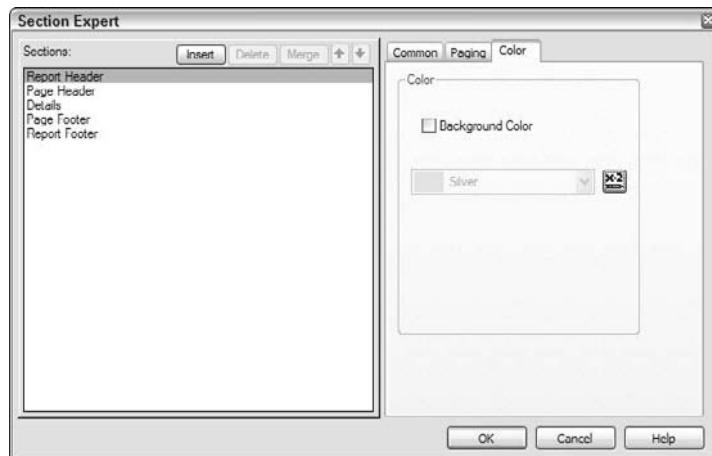 Section Expert
Sections:
Insert
Delete
Merge
Report Header
Page Header
Details
Page Footer
Report Footer
Common
Paging
Color
Color
Background Color
Silver
X-2
OK
Cancel
Help